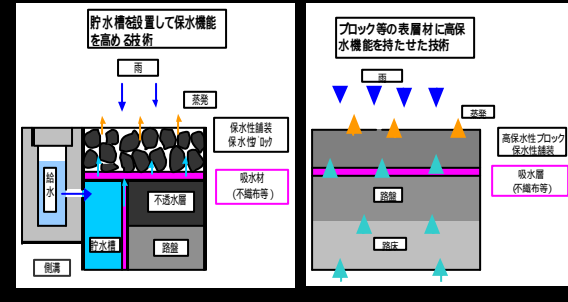 貯水槽を設置して保水機能
を高める技術
雨
蒸発
保水性舗装
保水性ブロック
吸水材
(不織布等)
給
水
不透水層
貯水槽
路盤
側溝
ブロック等の表層材に高保
水機能を持たせた技術
雨
蒸発
高保水性ブロック
保水性舗装
吸水層
(不織布等)
路盤
路床